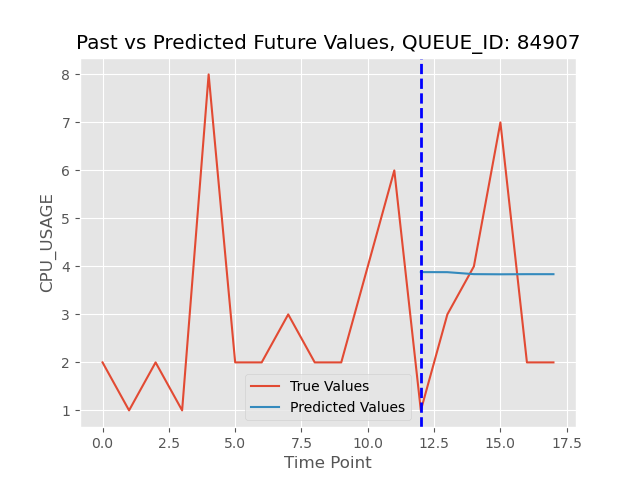 Past vs Predicted Future Values, QUEUE_ID: 84907
8
7
6
5
4
3
2
1
CPU_USAGE
True Values
Predicted Values
0.0 2.5 5.0 7.5 10.0 12.5 15.0 17.5
Time Point